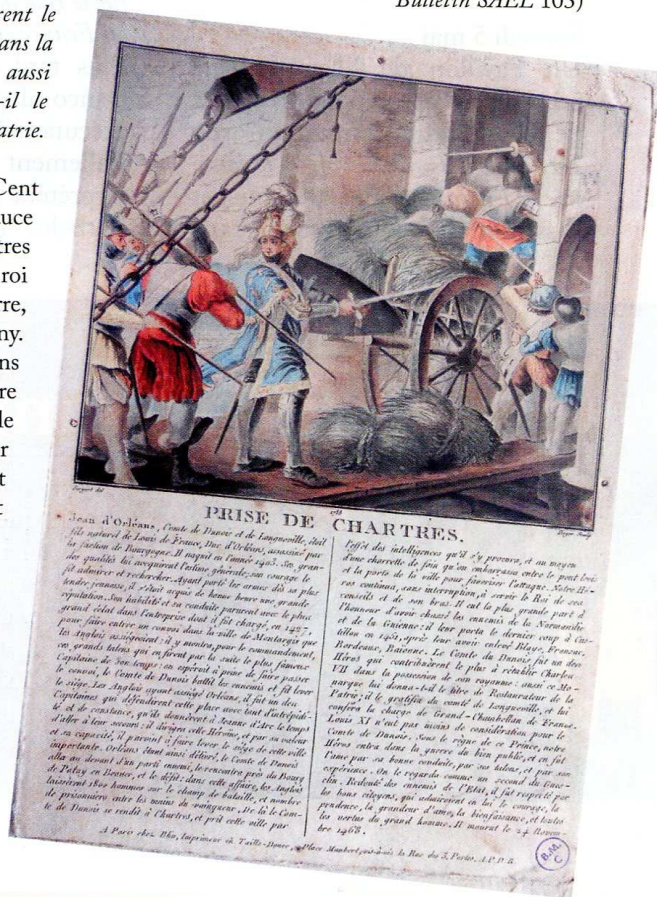 rent le
ans la
aussi
-il le
atrie.
Cent
uce
tres
roi
rre,
ny.
ns
re
le
r
t
Bulletin SAEL 103)
Sergent del.
1789
PRISE DE CHARTRES.
Jean d'Orléans, Comte de Dunois et de Longueville, étoit
fils naturel de Louis de France, Duc d'Orléans, assassiné par
la faction de Bourgogne. Il naquit en l'année 1403. Ses gran-
des qualités lui acquirent l'estime générale; son courage le
fit admirer et rechercher. Ayant porté les armes dès sa plus
tendre jeunesse, il s'étoit acquis de bonne heure une grande
réputation. Son habileté et sa conduite parurent avec le plus
grand éclat dans l'entreprise dont il fut chargé, en 1427,
pour faire entrer un convoi dans la ville de Montargis que
les Anglois assiégeoient: il y montra, pour le commandement,
ces grands talens qui en firent par la suite le plus fameux
Capitaine de Son temps: on espéroit à peine de faire passer
le convoi, le Comte de Dunois battit les ennemis et fit lever
le siège. Les Anglois ayant assiégé Orléans, il fut un des
Capitaines qui défendirent cette place avec tant d'intrépidi-
té et de constance, qu'ils donnèrent à Jeanne d'Arc le temps
d'aller à leur secours: il dirigea cette Héroïne, et par sa valeur
et sa capacité, il parvint à faire lever le siège de cette ville
importante. Orléans étant ainsi délivré, le Comte de Dunois
alla au devant d'un parti ennemi, le rencontra près du Bourg
de Patay en Beauce, et le défit: dans cette affaire, les Anglois
laissèrent 1800 hommes sur le champ de bataille, et nombre
de prisonniers entre les mains du vainqueur. De là le Com-
te de Dunois se rendit à Chartres, et prit cette ville par
l'effet des intelligences qu'il s'y procura, et au moyen
d'une charrette de foin qu'on embarrassa entre le pont levis
et la porte de la ville pour favoriser l'attaque. Notre Hé-
ros continua, sans interruption, à servir le Roi de ses
conseils et de son bras. Il eut la plus grande part à
l'honneur d'avoir chassé les ennemis de la Normandie
et de la Guienne: il leur porta le dernier coup à Cas-
tillon en 1451, après leur avoir enlevé Blaye, Fronsac,
Bordeaux, Baïonne. Le Comte du Dunois fut un des
Héros qui contribuèrent le plus à rétablir Charles
VII dans la possession de son royaume: aussi ce Mo-
narque lui donna-t-il le titre de Restaurateur de la
Patrie; il le gratifia du comté de Longueville, et lui
conféra la charge de Grand-Chambellan de France.
Louis XI n'eut pas moins de considération pour le
Comte de Dunois. Sous le règne de ce Prince, notre
Héros entra dans la guerre du bien public, et en fut
l'ame par sa bonne conduite, par ses talens, et par son
expérience. On le regarda comme un second du Gues-
clin. Redouté des ennemis de l'Etat, il fut respecté par
les bons citoyens, qui admirèrent en lui le courage, la
prudence, la grandeur d'ame, la bienfaisance, et toutes
les vertus du grand homme. Il mourut le 24 Novem-
bre 1468.
A Paris chez Blin, Imprimeur en Taille-Douce, Place Maubert, vis-à-vis la Rue des 3. Portes. A. P. D. R.
B.M.
C